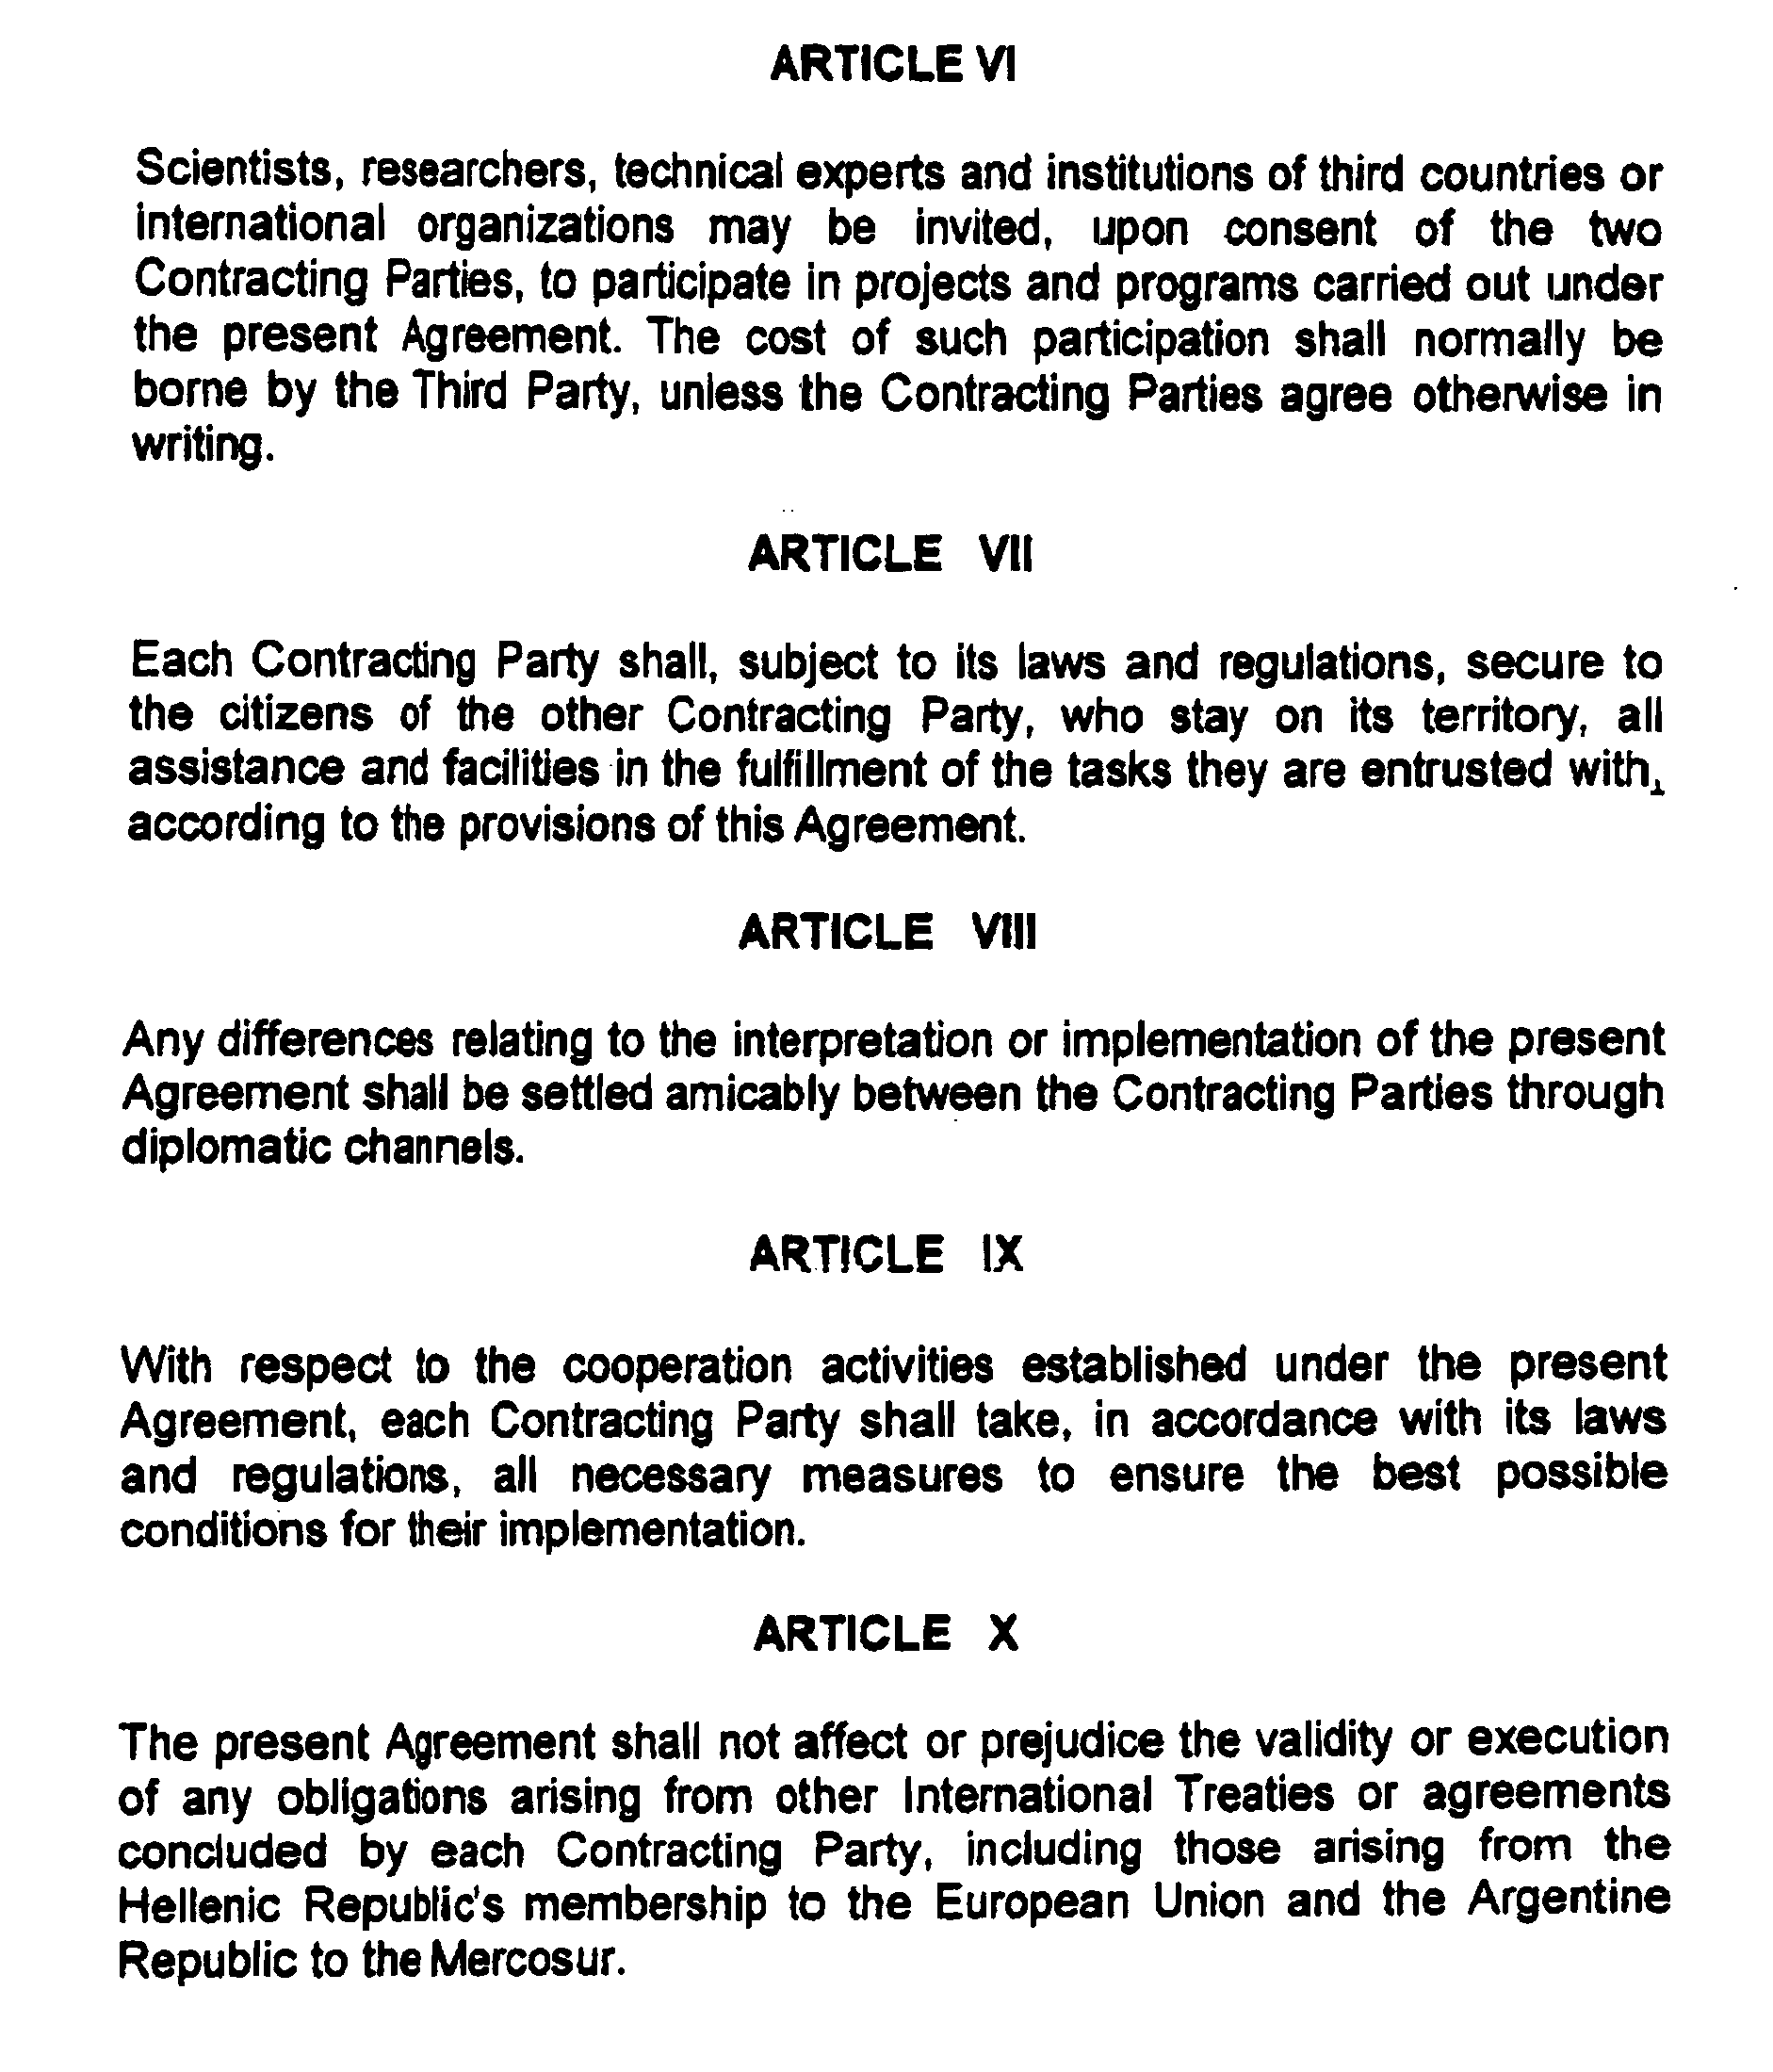 ARTICLE VI
Scientists, researchers, technical experts and institutions of third countries or
international organizations may be invited, upon consent of the two
Contracting Parties, to participate in projects and programs carried out under
the present Agreement. The cost of such participation shall normally be
borne by the Third Party, unless the Contracting Parties agree otherwise in
writing.
ARTICLE VII
Each Contracting Party shall, subject to its laws and regulations, secure to
the citizens of the other Contracting Party, who stay on its territory, all
assistance and facilities in the fulfillment of the tasks they are entrusted with,
according to the provisions of this Agreement.
ARTICLE VIII
Any differences relating to the interpretation or implementation of the present
Agreement shall be settled amicably between the Contracting Parties through
diplomatic channels.
ARTICLE IX
With respect to the cooperation activities established under the present
Agreement, each Contracting Party shall take, in accordance with its laws
and regulations, all necessary measures to ensure the best possible
conditions for their implementation.
ARTICLE X
The present Agreement shall not affect or prejudice the validity or execution
of any obligations arising from other International Treaties or agreements
concluded by each Contracting Party, including those arising from the
Hellenic Republic's membership to the European Union and the Argentine
Republic to the Mercosur.